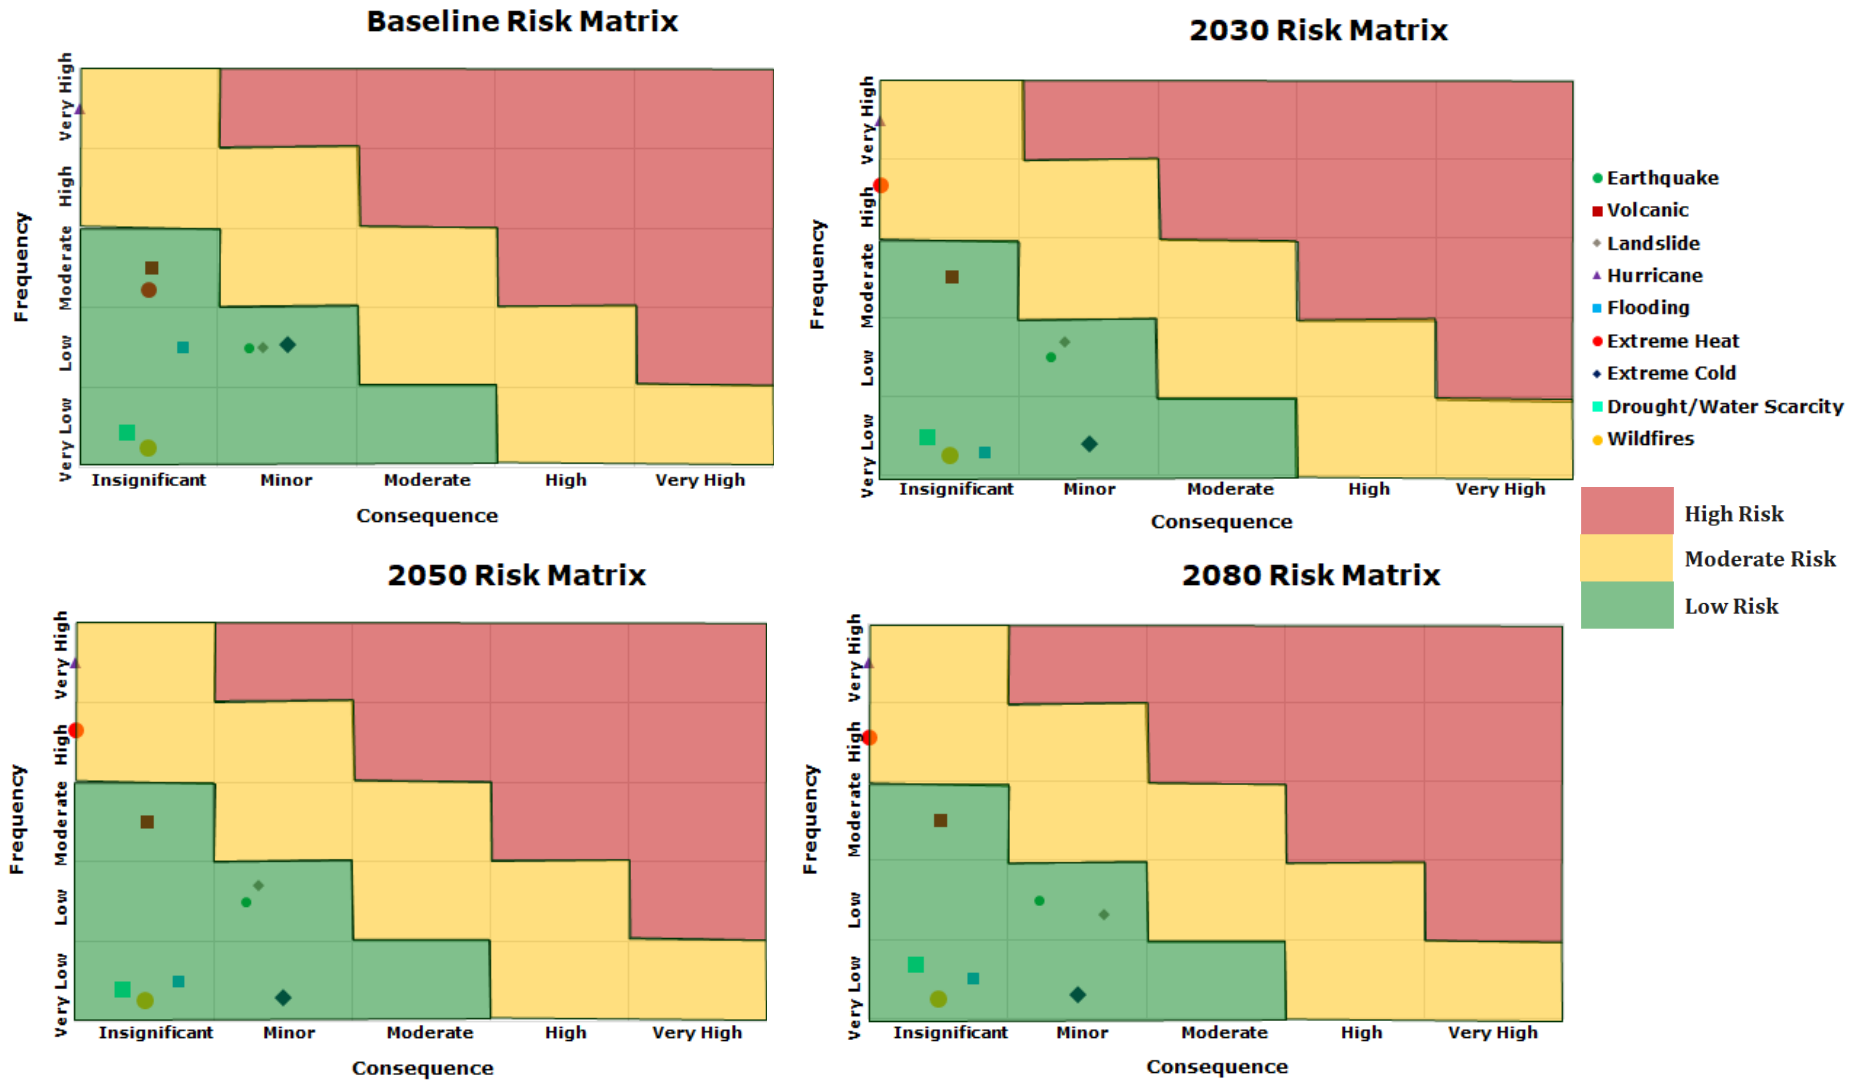 Baseline Risk Matrix
Frequency
Very High
High
Moderate
Low
Very Low
Insignificant Minor Moderate High Very High
Consequence
2030 Risk Matrix
Frequency
Very High
High
Moderate
Low
Very Low
Insignificant Minor Moderate High Very High
Consequence
Earthquake
Volcanic
Landslide
Hurricane
Flooding
Extreme Heat
Extreme Cold
Drought/Water Scarcity
Wildfires
High Risk
Moderate Risk
Low Risk
2050 Risk Matrix
Frequency
Very High
High
Moderate
Low
Very Low
Insignificant Minor Moderate High Very High
Consequence
2080 Risk Matrix
Frequency
Very High
High
Moderate
Low
Very Low
Insignificant Minor Moderate High Very High
Consequence